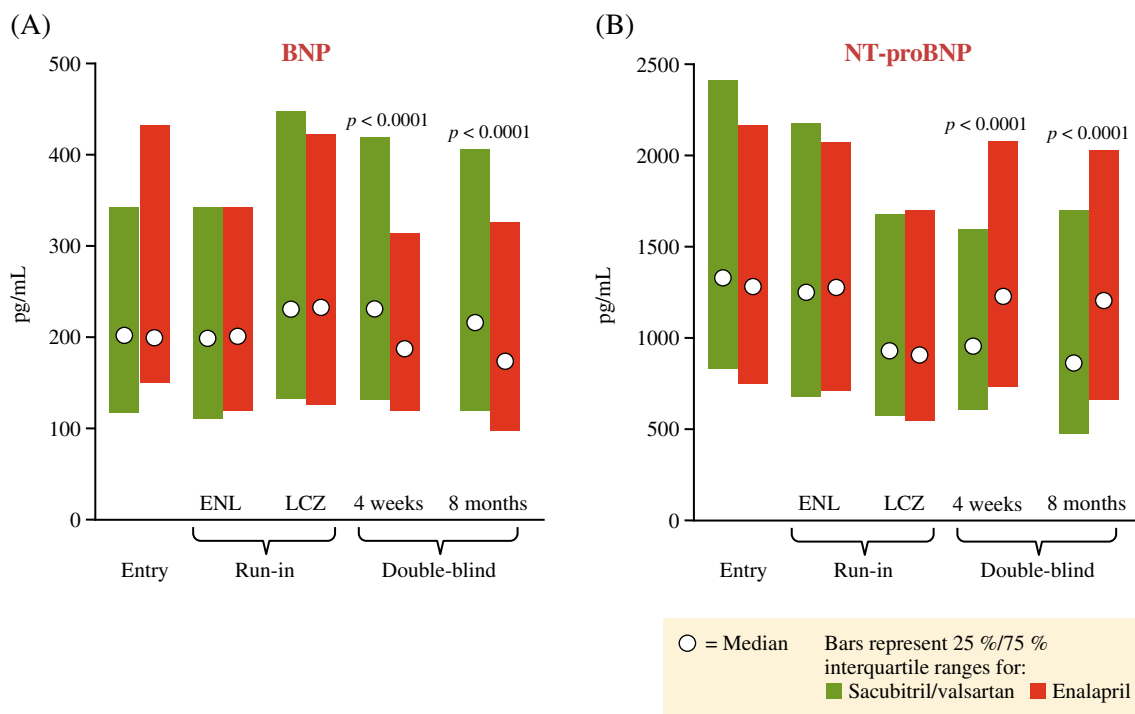 (A)
BNP
500
400
300
200
100
0
pg/mL
p < 0.0001
p < 0.0001
ENL
LCZ
4 weeks
8 months
Entry
Run-in
Double-blind
(B)
NT-proBNP
2500
2000
1500
1000
500
0
pg/mL
p < 0.0001
p < 0.0001
ENL
LCZ
4 weeks
8 months
Entry
Run-in
Double-blind
= Median
Bars represent 25 %/75 %
interquartile ranges for:
Sacubitril/valsartan
Enalapril